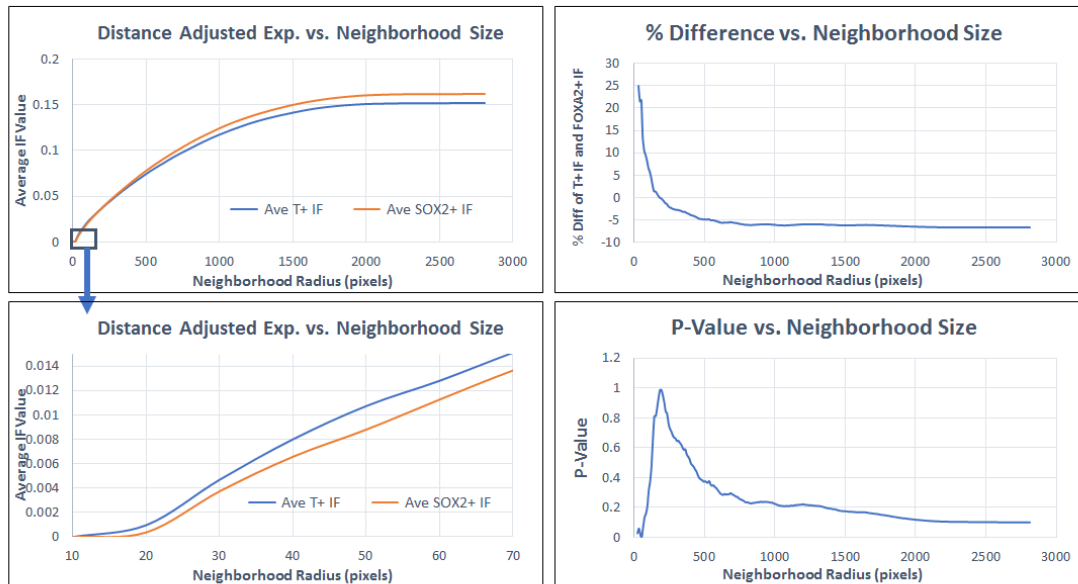 Distance Adjusted Exp. vs. Neighborhood Size
Average IF Value
0.2
0.15
0.1
0.05
0
Ave T+ IF
Ave SOX2+ IF
0 500 1000 1500 2000 2500 3000
Neighborhood Radius (pixels)
% Difference vs. Neighborhood Size
% Diff of T+IF and FOXA2+IF
30
25
20
15
10
5
0
-5
-10
0 500 1000 1500 2000 2500 3000
Neighborhood Radius (pixels)
Distance Adjusted Exp. vs. Neighborhood Size
Average IF Value
0.014
0.012
0.01
0.008
0.006
0.004
0.002
0
Ave T+ IF
Ave SOX2+ IF
10 20 30 40 50 60 70
Neighborhood Radius (pixels)
P-Value vs. Neighborhood Size
P-Value
1.2
1
0.8
0.6
0.4
0.2
0
0 500 1000 1500 2000 2500 3000
Neighborhood Radius (pixels)